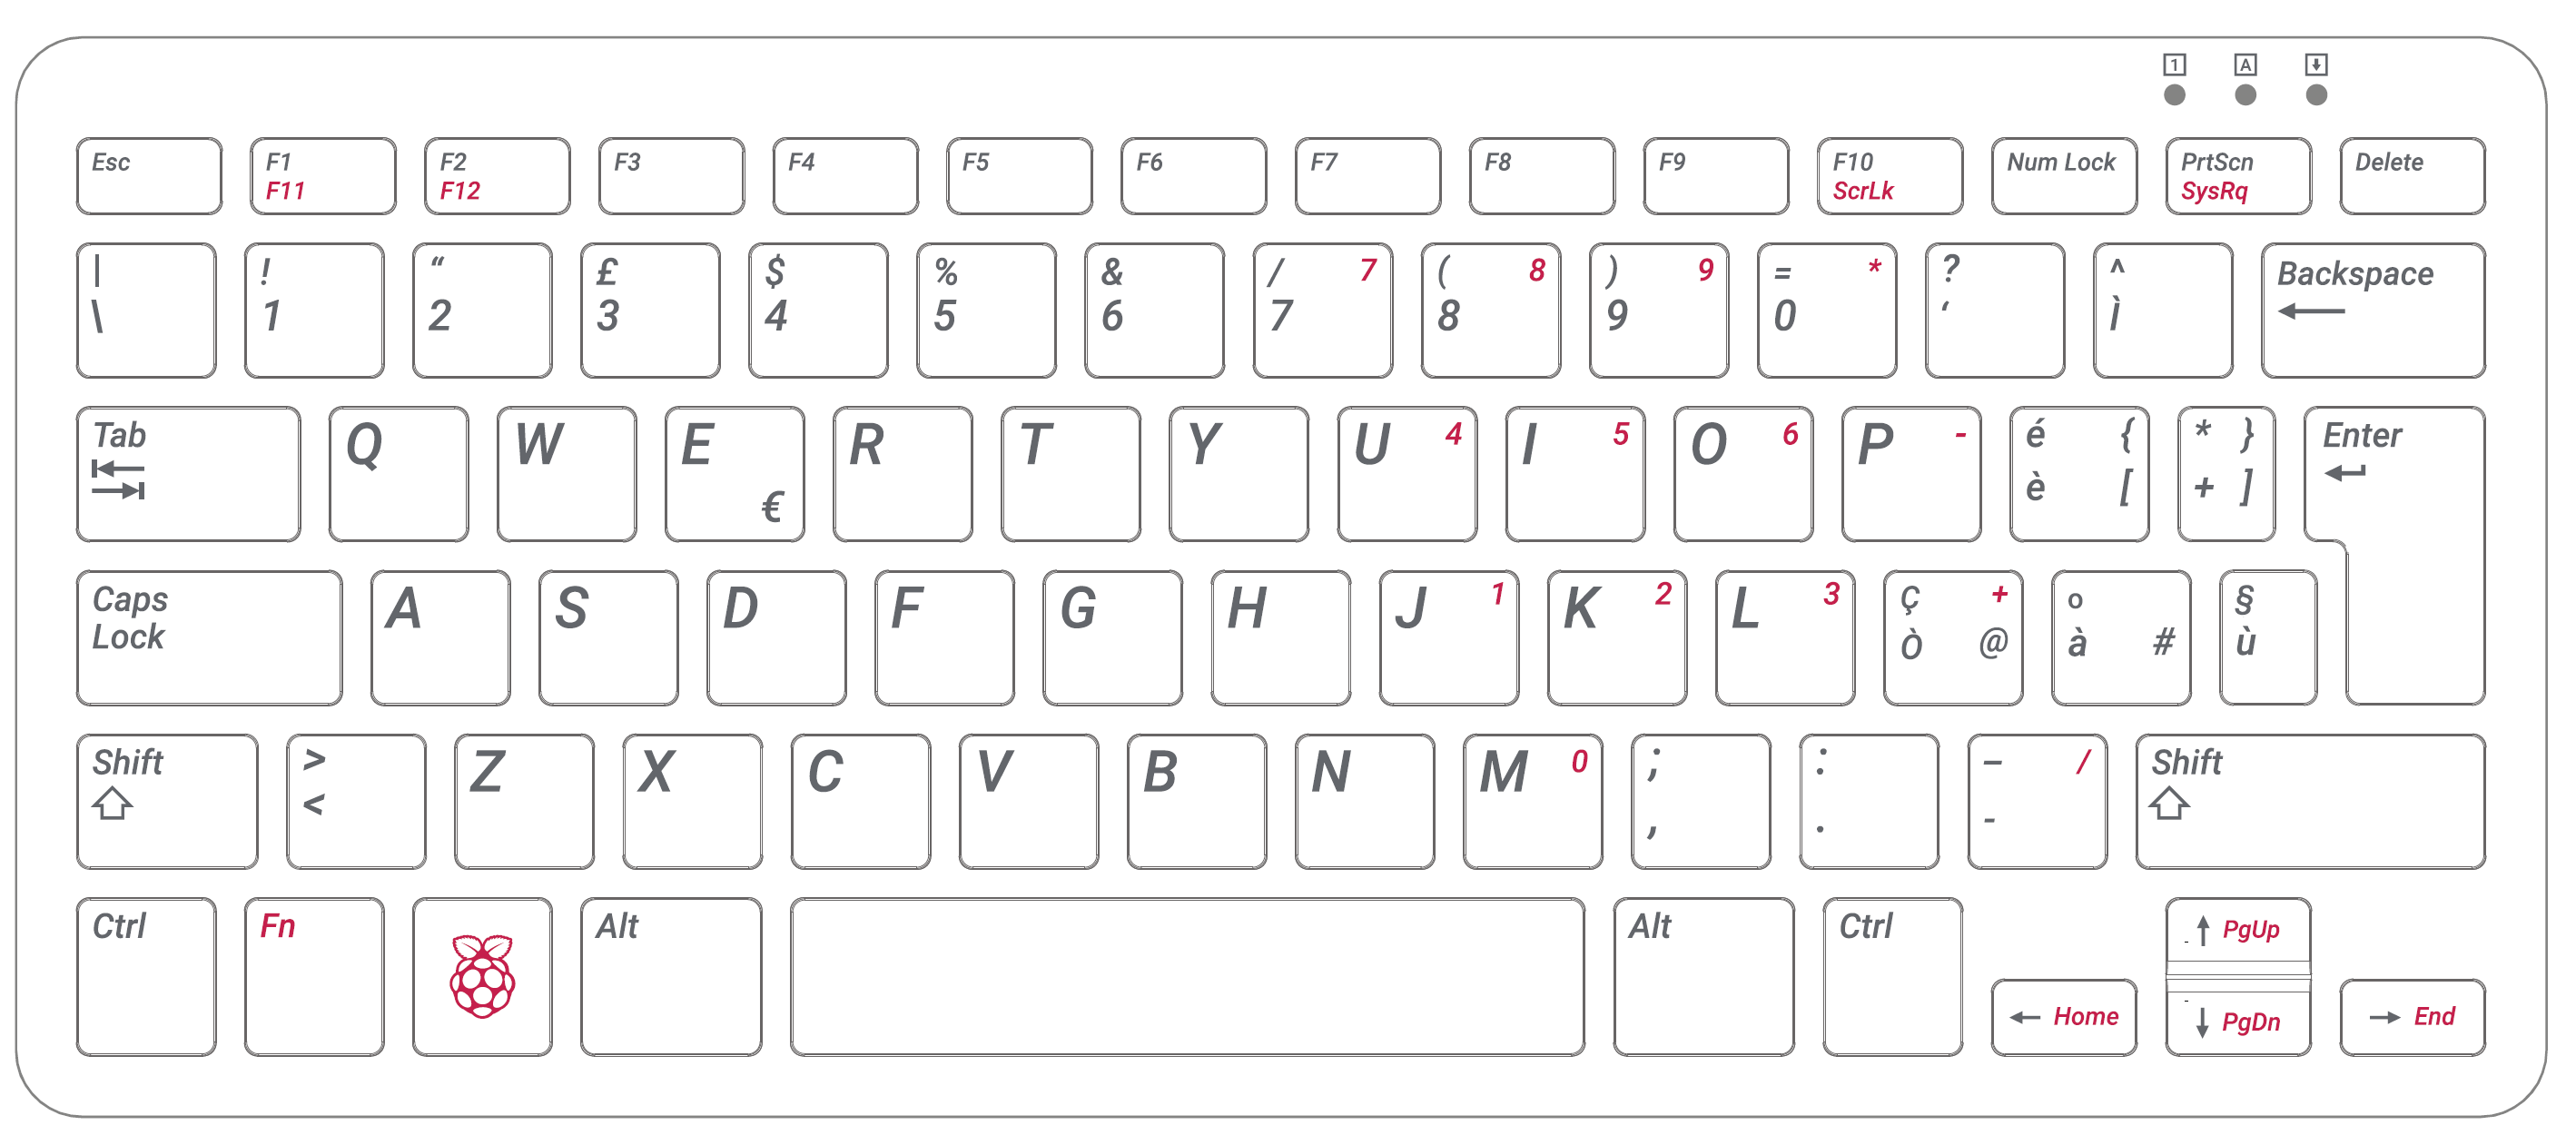 1 A
Esc F1 F2 F3 F4 F5 F6 F7 F8 F9 F10 Num Lock PrtScn Delete
F11 F12 ScrLk SysRq
| ! “ £ $ % & / 7 ( 8 ) 9 = * ? ^ Backspace
\ 1 2 3 4 5 6 7 8 9 0 ‘ ì
Tab Q W E R T Y U 4 I 5 O 6 P - é { * } Enter
€ è [ + ]
Caps A S D F G H J 1 K 2 L 3 ç + o §
Lock ò @ à # ù
Shift > Z X C V B N M 0 ; : – / Shift
< , . -
Ctrl Fn Alt Alt Ctrl PgUp
Home PgDn End